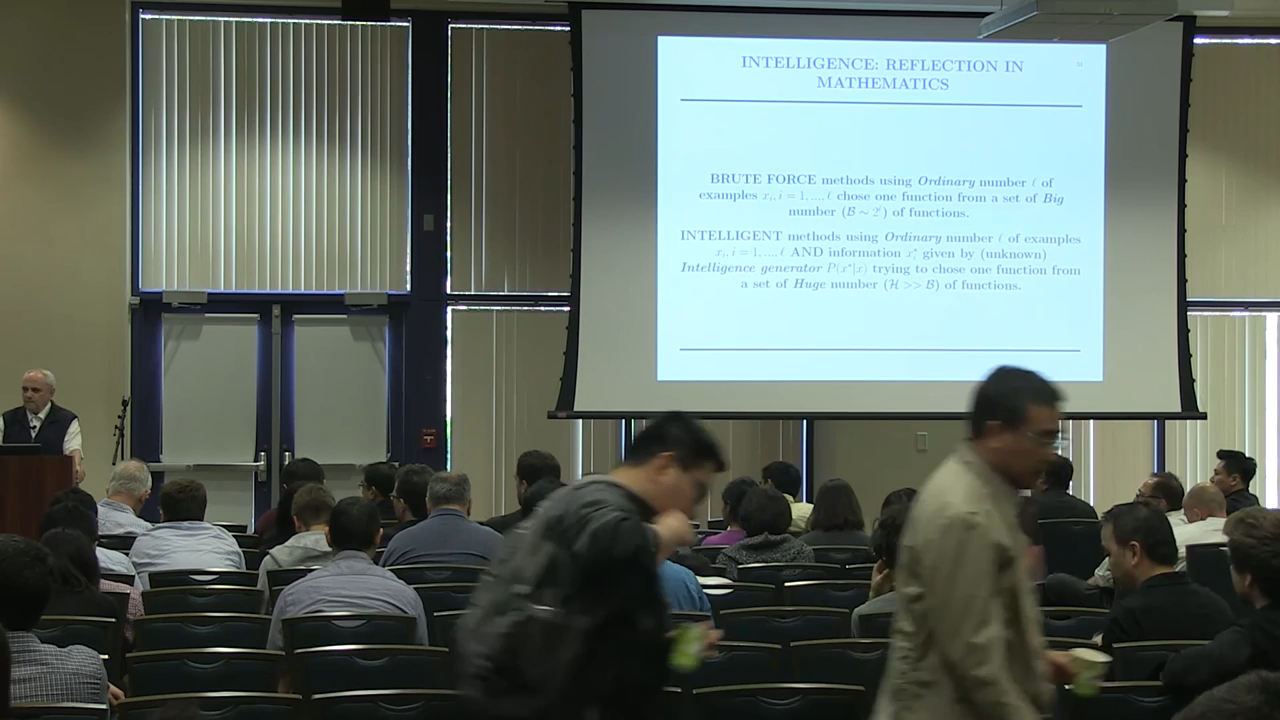 INTELLIGENCE: REFLECTION IN
MATHEMATICS
BRUTE FORCE methods using Ordinary number ℓ of
examples xᵢ, i = 1, ..., ℓ chose one function from a set of Big
number (ℬ ∼ 2ˡ) of functions.
INTELLIGENT methods using Ordinary number ℓ of examples
xᵢ, i = 1, ..., ℓ AND information xᵢ* given by (unknown)
Intelligence generator P(x*|x) trying to chose one function from
a set of Huge number (ℋ >> ℬ) of functions.